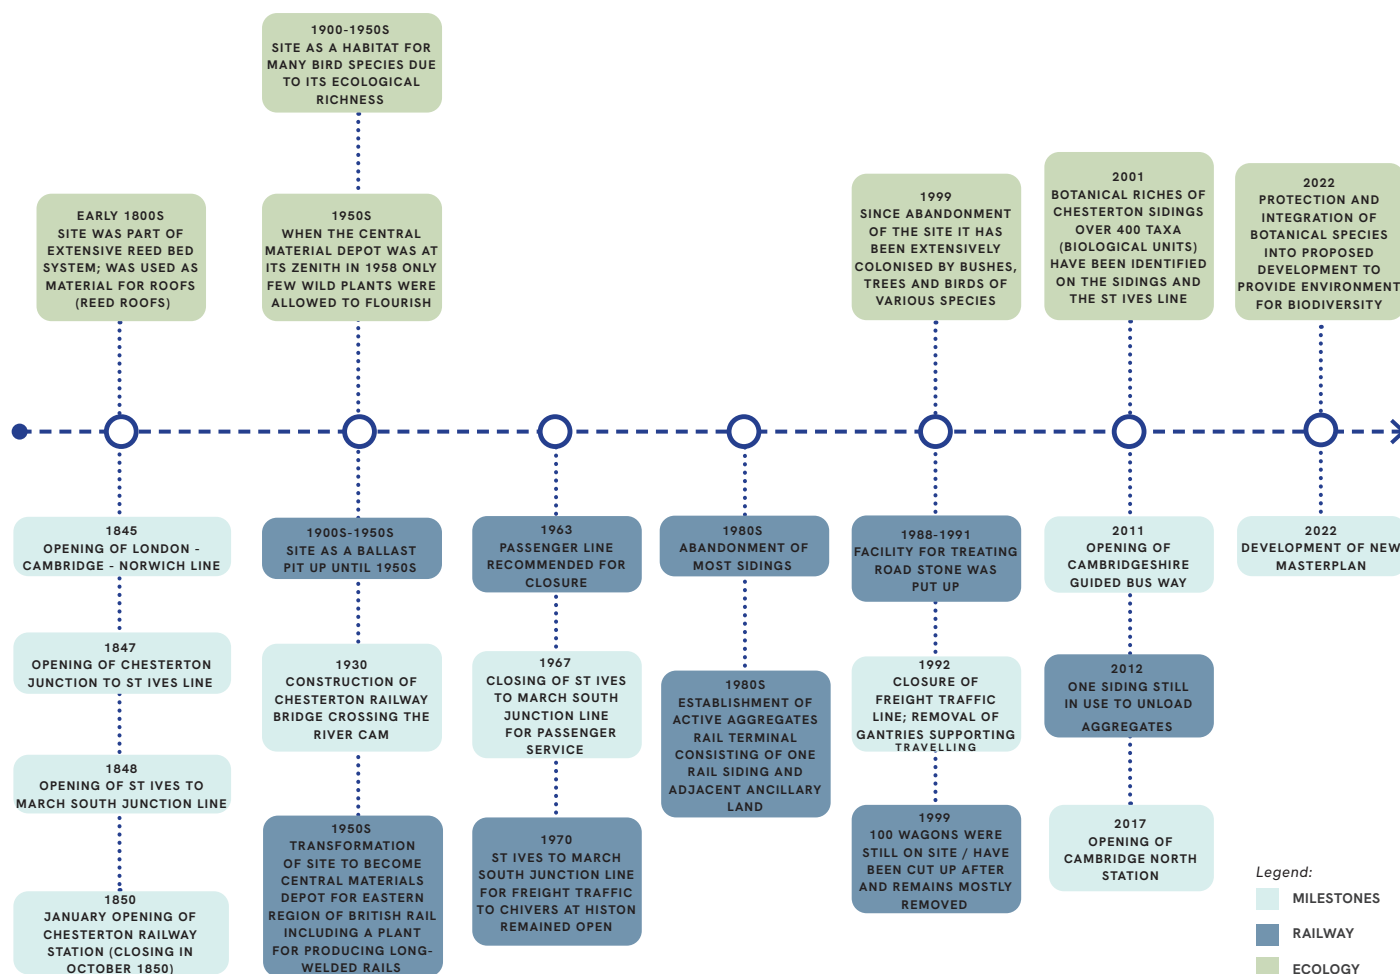 1900-1950S
SITE AS A HABITAT FOR
MANY BIRD SPECIES DUE
TO ITS ECOLOGICAL
RICHNESS
EARLY 1800S
SITE WAS PART OF
EXTENSIVE REED BED
SYSTEM; WAS USED AS
MATERIAL FOR ROOFS
(REED ROOFS)
1950S
WHEN THE CENTRAL
MATERIAL DEPOT WAS AT
ITS ZENITH IN 1958 ONLY
FEW WILD PLANTS WERE
ALLOWED TO FLOURISH
1999
SINCE ABANDONMENT
OF THE SITE IT HAS
BEEN EXTENSIVELY
COLONISED BY BUSHES,
TREES AND BIRDS OF
VARIOUS SPECIES
2001
BOTANICAL RICHES OF
CHESTERTON SIDINGS
OVER 400 TAXA
(BIOLOGICAL UNITS)
HAVE BEEN IDENTIFIED
ON THE SIDINGS AND
THE ST IVES LINE
2022
PROTECTION AND
INTEGRATION OF
BOTANICAL SPECIES
INTO PROPOSED
DEVELOPMENT TO
PROVIDE ENVIRONMENT
FOR BIODIVERSITY
1845
OPENING OF LONDON -
CAMBRIDGE - NORWICH LINE
1847
OPENING OF CHESTERTON
JUNCTION TO ST IVES LINE
1848
OPENING OF ST IVES TO
MARCH SOUTH JUNCTION LINE
1850
JANUARY OPENING OF
CHESTERTON RAILWAY
STATION (CLOSING IN
OCTOBER 1850)
1900S-1950S
SITE AS A BALLAST
PIT UP UNTIL 1950S
1930
CONSTRUCTION OF
CHESTERTON RAILWAY
BRIDGE CROSSING THE
RIVER CAM
1950S
TRANSFORMATION
OF SITE TO BECOME
CENTRAL MATERIALS
DEPOT FOR EASTERN
REGION OF BRITISH RAIL
INCLUDING A PLANT
FOR PRODUCING LONG-
WELDED RAILS
1963
PASSENGER LINE
RECOMMENDED FOR
CLOSURE
1967
CLOSING OF ST IVES
TO MARCH SOUTH
JUNCTION LINE
FOR PASSENGER
SERVICE
1970
ST IVES TO MARCH
SOUTH JUNCTION LINE
FOR FREIGHT TRAFFIC
TO CHIVERS AT HISTON
REMAINED OPEN
1980S
ABANDONMENT OF
MOST SIDINGS
1980S
ESTABLISHMENT OF
ACTIVE AGGREGATES
RAIL TERMINAL
CONSISTING OF ONE
RAIL SIDING AND
ADJACENT ANCILLARY
LAND
1988-1991
FACILITY FOR TREATING
ROAD STONE WAS
PUT UP
1992
CLOSURE OF
FREIGHT TRAFFIC
LINE; REMOVAL OF
GANTRIES SUPPORTING
TRAVELLING
1999
100 WAGONS WERE
STILL ON SITE / HAVE
BEEN CUT UP AFTER
AND REMAINS MOSTLY
REMOVED
2011
OPENING OF
CAMBRIDGESHIRE
GUIDED BUS WAY
2012
ONE SIDING STILL
IN USE TO UNLOAD
AGGREGATES
2017
OPENING OF
CAMBRIDGE NORTH
STATION
2022
DEVELOPMENT OF NEW
MASTERPLAN
Legend:
MILESTONES
RAILWAY
ECOLOGY